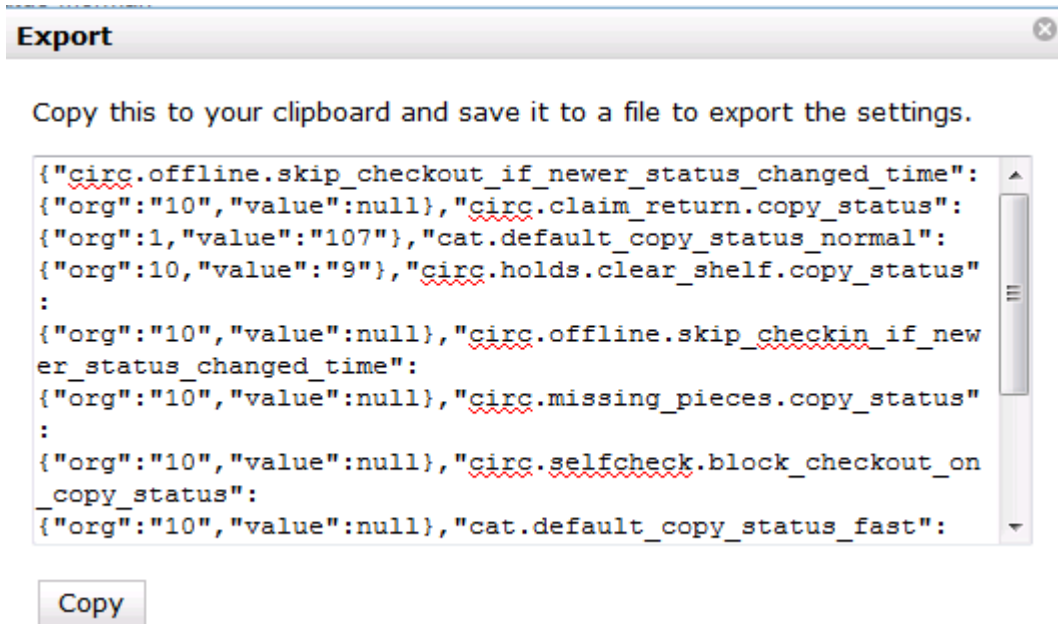 Export
Copy this to your clipboard and save it to a file to export the settings.
{"circ.offline.skip_checkout_if_newer_status_changed_time":
{"org":"10","value":null},"circ.claim_return.copy_status":
{"org":1,"value":"107"},"cat.default_copy_status_normal":
{"org":10,"value":"9"},"circ.holds.clear_shelf.copy_status"
:
{"org":"10","value":null},"circ.offline.skip_checkin_if_new
er_status_changed_time":
{"org":"10","value":null},"circ.missing_pieces.copy_status"
:
{"org":"10","value":null},"circ.selfcheck.block_checkout_on
_copy_status":
{"org":"10","value":null},"cat.default_copy_status_fast":
Copy